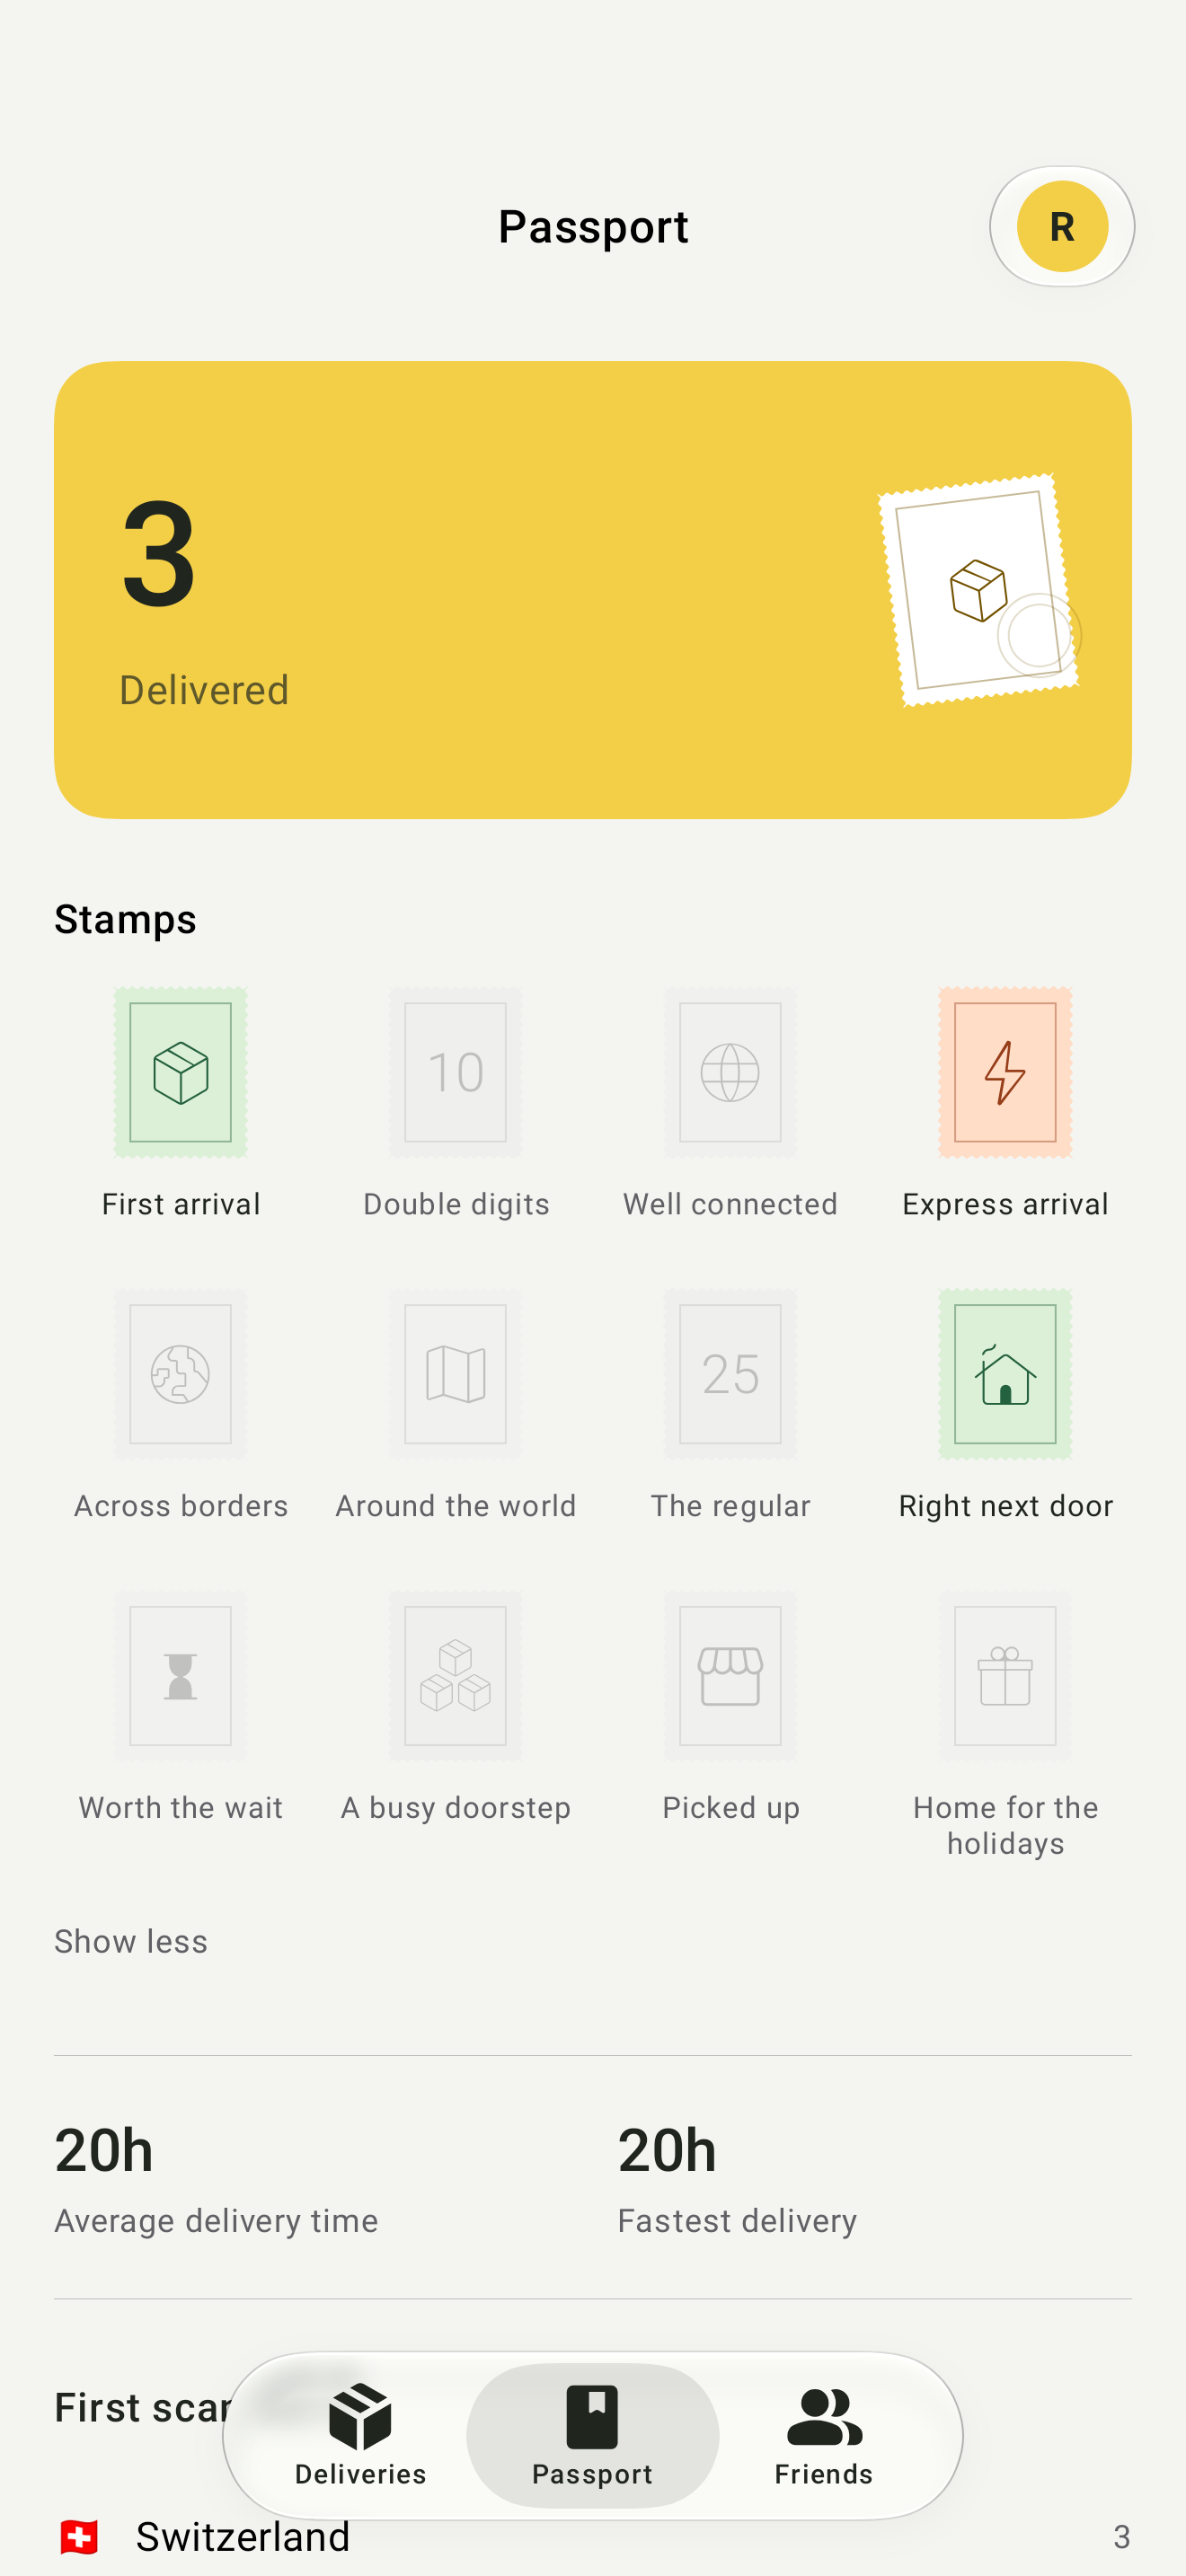 Passport
R
3
Delivered
Stamps
10
First arrival
Double digits
Well connected
Express arrival
25
Across borders
Around the world
The regular
Right next door
Worth the wait
A busy doorstep
Picked up
Home for the
holidays
Show less
20h
20h
Average delivery time
Fastest delivery
First
Deliveries
Passport
Friends
Switzerland
3